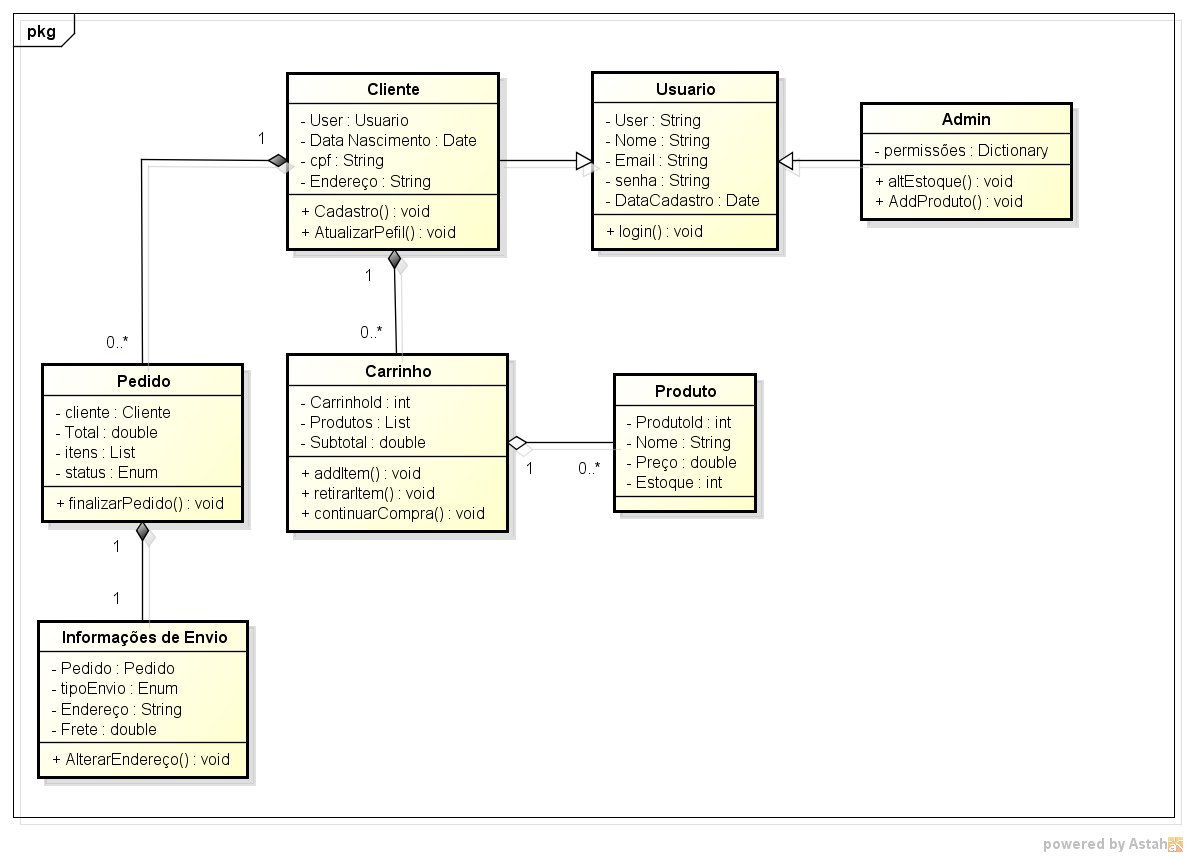 pkg
Cliente
- User : Usuario
- Data Nascimento : Date
- cpf : String
- Endereço : String
+ Cadastro() : void
+ AtualizarPefil() : void
Usuario
- User : String
- Nome : String
- Email : String
- senha : String
- DataCadastro : Date
+ login() : void
Admin
- permissões : Dictionary
+ altEstoque() : void
+ AddProduto() : void
1
0..*
1
0..*
Pedido
- cliente : Cliente
- Total : double
- itens : List
- status : Enum
+ finalizarPedido() : void
Carrinho
- CarrinhoId : int
- Produtos : List
- Subtotal : double
+ addItem() : void
+ retirarItem() : void
+ continuarCompra() : void
1
0..*
Produto
- ProdutoId : int
- Nome : String
- Preço : double
- Estoque : int
1
1
Informações de Envio
- Pedido : Pedido
- tipoEnvio : Enum
- Endereço : String
- Frete : double
+ AlterarEndereço() : void
powered by Astah